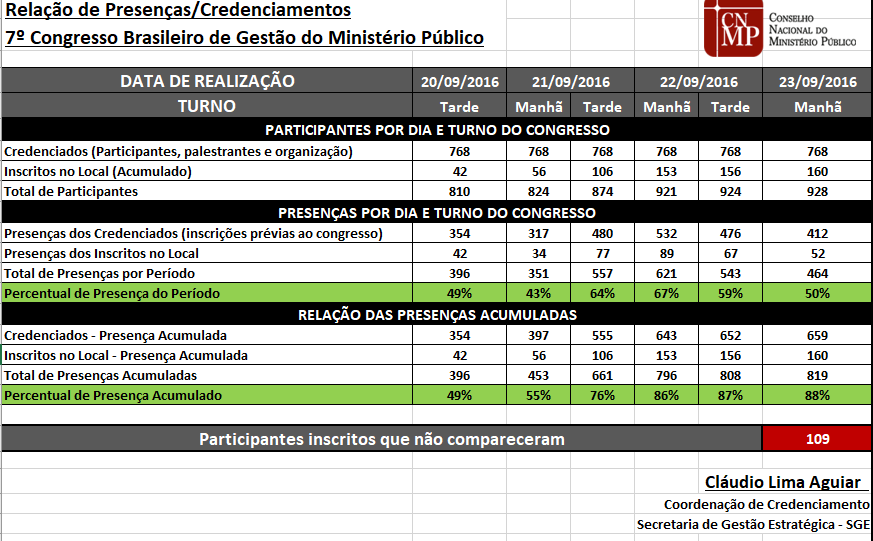 Relação de Presenças/Credenciamentos
7º Congresso Brasileiro de Gestão do Ministério Público
CN
MP
CONSELHO
NACIONAL DO
MINISTÉRIO PÚBLICO
DATA DE REALIZAÇÃO 20/09/2016 21/09/2016 22/09/2016 23/09/2016
TURNO Tarde Manhã Tarde Manhã Tarde Manhã
PARTICIPANTES POR DIA E TURNO DO CONGRESSO
Credenciados (Participantes, palestrantes e organização) 768 768 768 768 768 768
Inscritos no Local (Acumulado) 42 56 106 153 156 160
Total de Participantes 810 824 874 921 924 928
PRESENÇAS POR DIA E TURNO DO CONGRESSO
Presenças dos Credenciados (inscrições prévias ao congresso) 354 317 480 532 476 412
Presenças dos Inscritos no Local 42 34 77 89 67 52
Total de Presenças por Período 396 351 557 621 543 464
Percentual de Presença do Período 49% 43% 64% 67% 59% 50%
RELAÇÃO DAS PRESENÇAS ACUMULADAS
Credenciados - Presença Acumulada 354 397 555 643 652 659
Inscritos no Local - Presença Acumulada 42 56 106 153 156 160
Total de Presenças Acumuladas 396 453 661 796 808 819
Percentual de Presença Acumulado 49% 55% 76% 86% 87% 88%
Participantes inscritos que não compareceram 109
Cláudio Lima Aguiar
Coordenação de Credenciamento
Secretaria de Gestão Estratégica - SGE